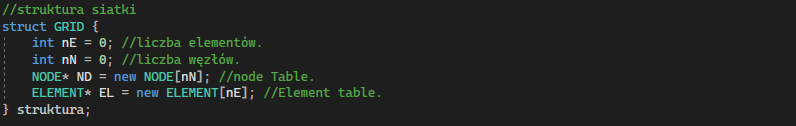 //struktura siatki
struct GRID {
int nE = 0; //liczba elementów.
int nN = 0; //liczba węzłów.
NODE* ND = new NODE[nN]; //node Table.
ELEMENT* EL = new ELEMENT[nE]; //Element table.
} struktura;